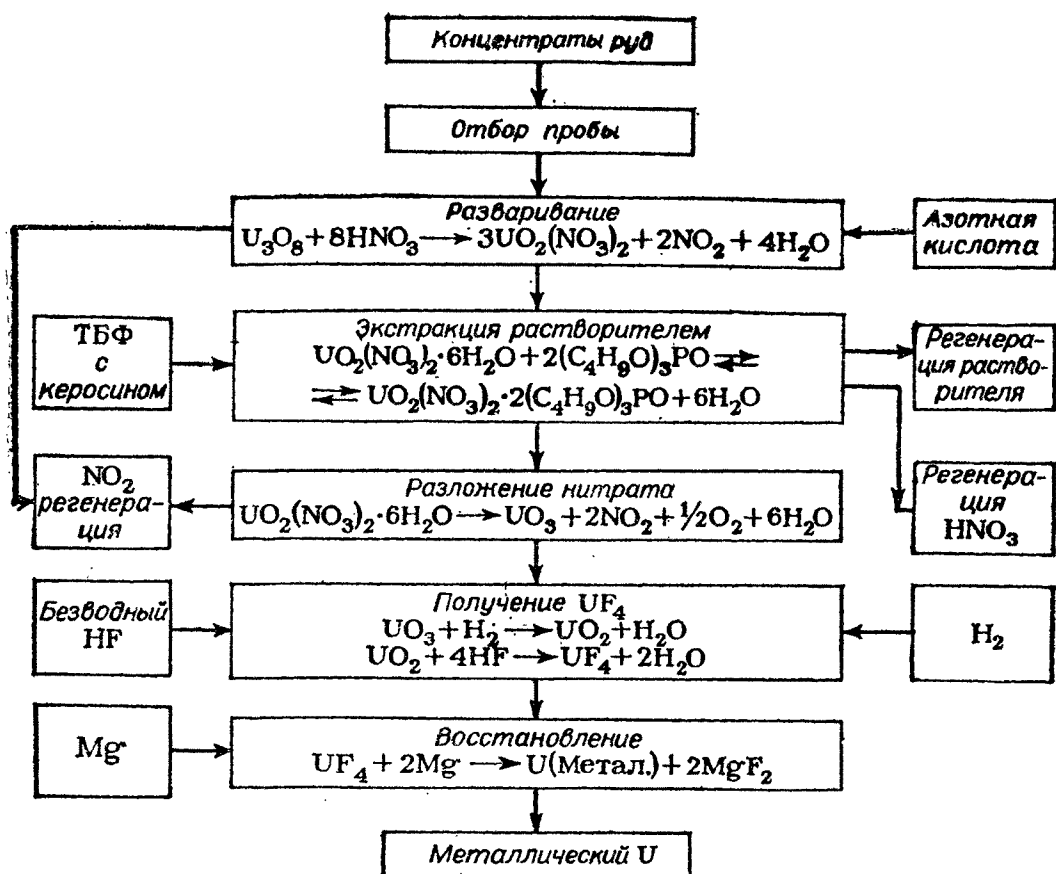 Концентраты руд
Отбор пробы
Разваривание
U₃O₈ + 8HNO₃ → 3UO₂(NO₃)₂ + 2NO₂ + 4H₂O
Азотная
кислота
ТБФ
с
керосином
Экстракция растворителем
UO₂(NO₃)₂·6H₂O + 2(C₄H₉O)₃PO ⇄
⇄ UO₂(NO₃)₂·2(C₄H₉O)₃PO + 6H₂O
Регенера-
ция раство-
рителя
NO₂
регенера-
ция
Разложение нитрата
UO₂(NO₃)₂·6H₂O → UO₃ + 2NO₂ + ½O₂ + 6H₂O
Регенера-
ция
HNO₃
Безводный
HF
Получение UF₄
UO₃ + H₂ → UO₂ + H₂O
UO₂ + 4HF → UF₄ + 2H₂O
H₂
Mg
Восстановление
UF₄ + 2Mg → U(Метал.) + 2MgF₂
Металлический U